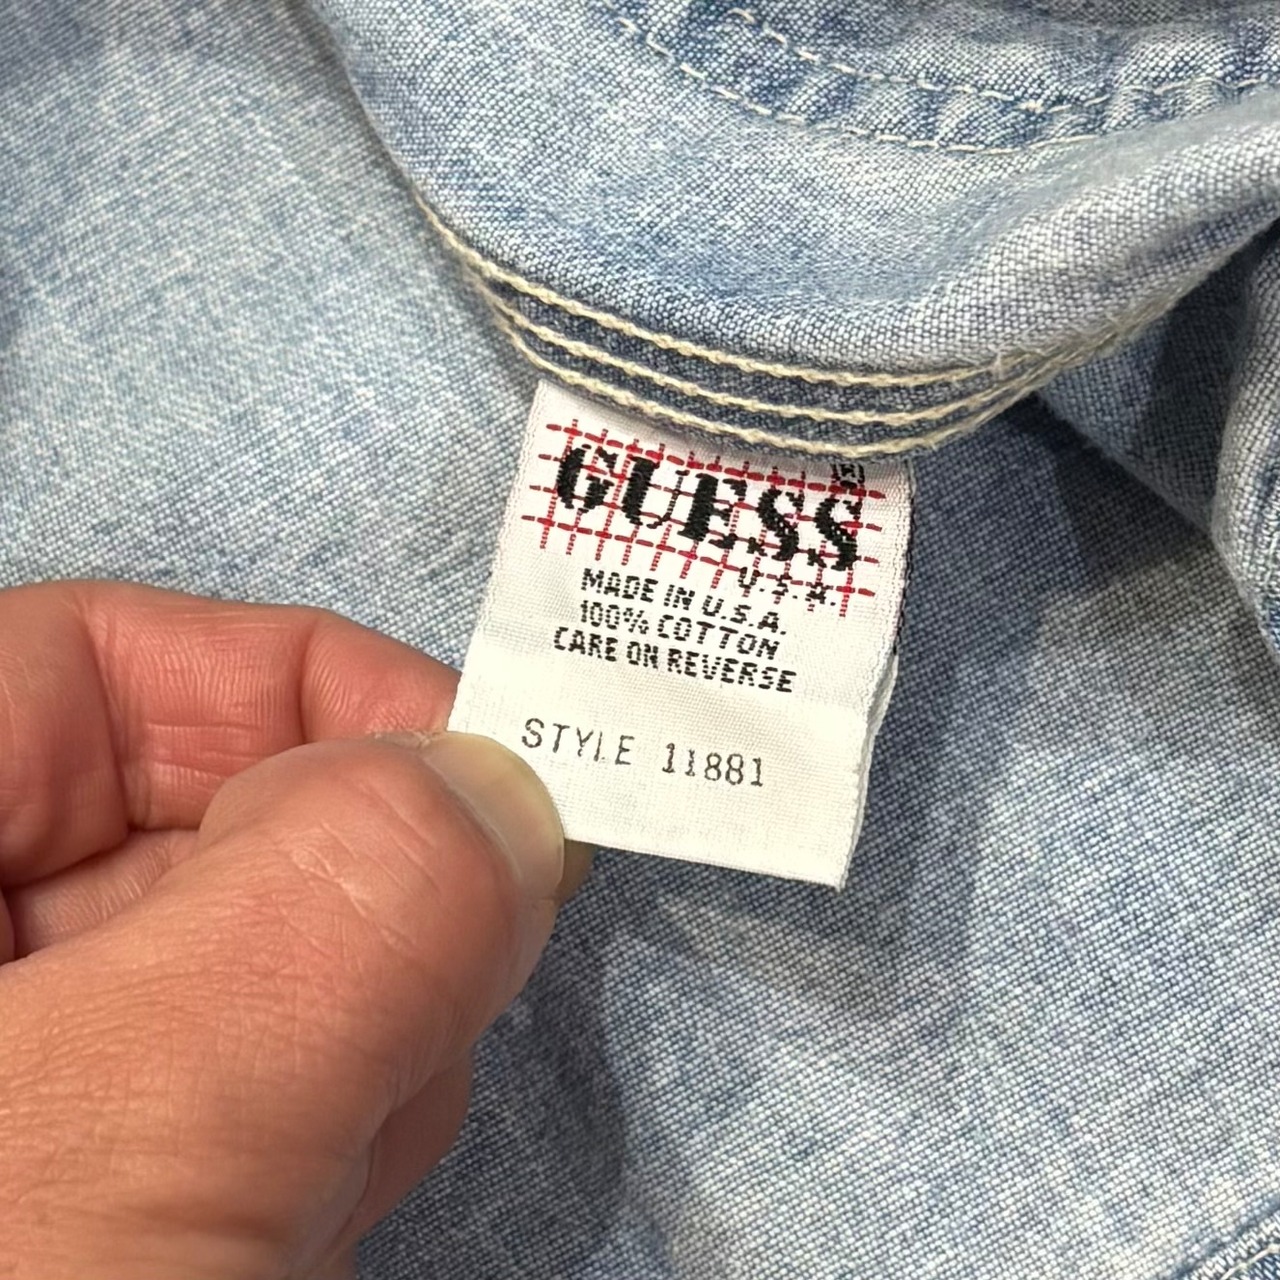 GUESS ®
U.S.A.
MADE IN U.S.A.
100% COTTON
CARE ON REVERSE
STYLE 11881